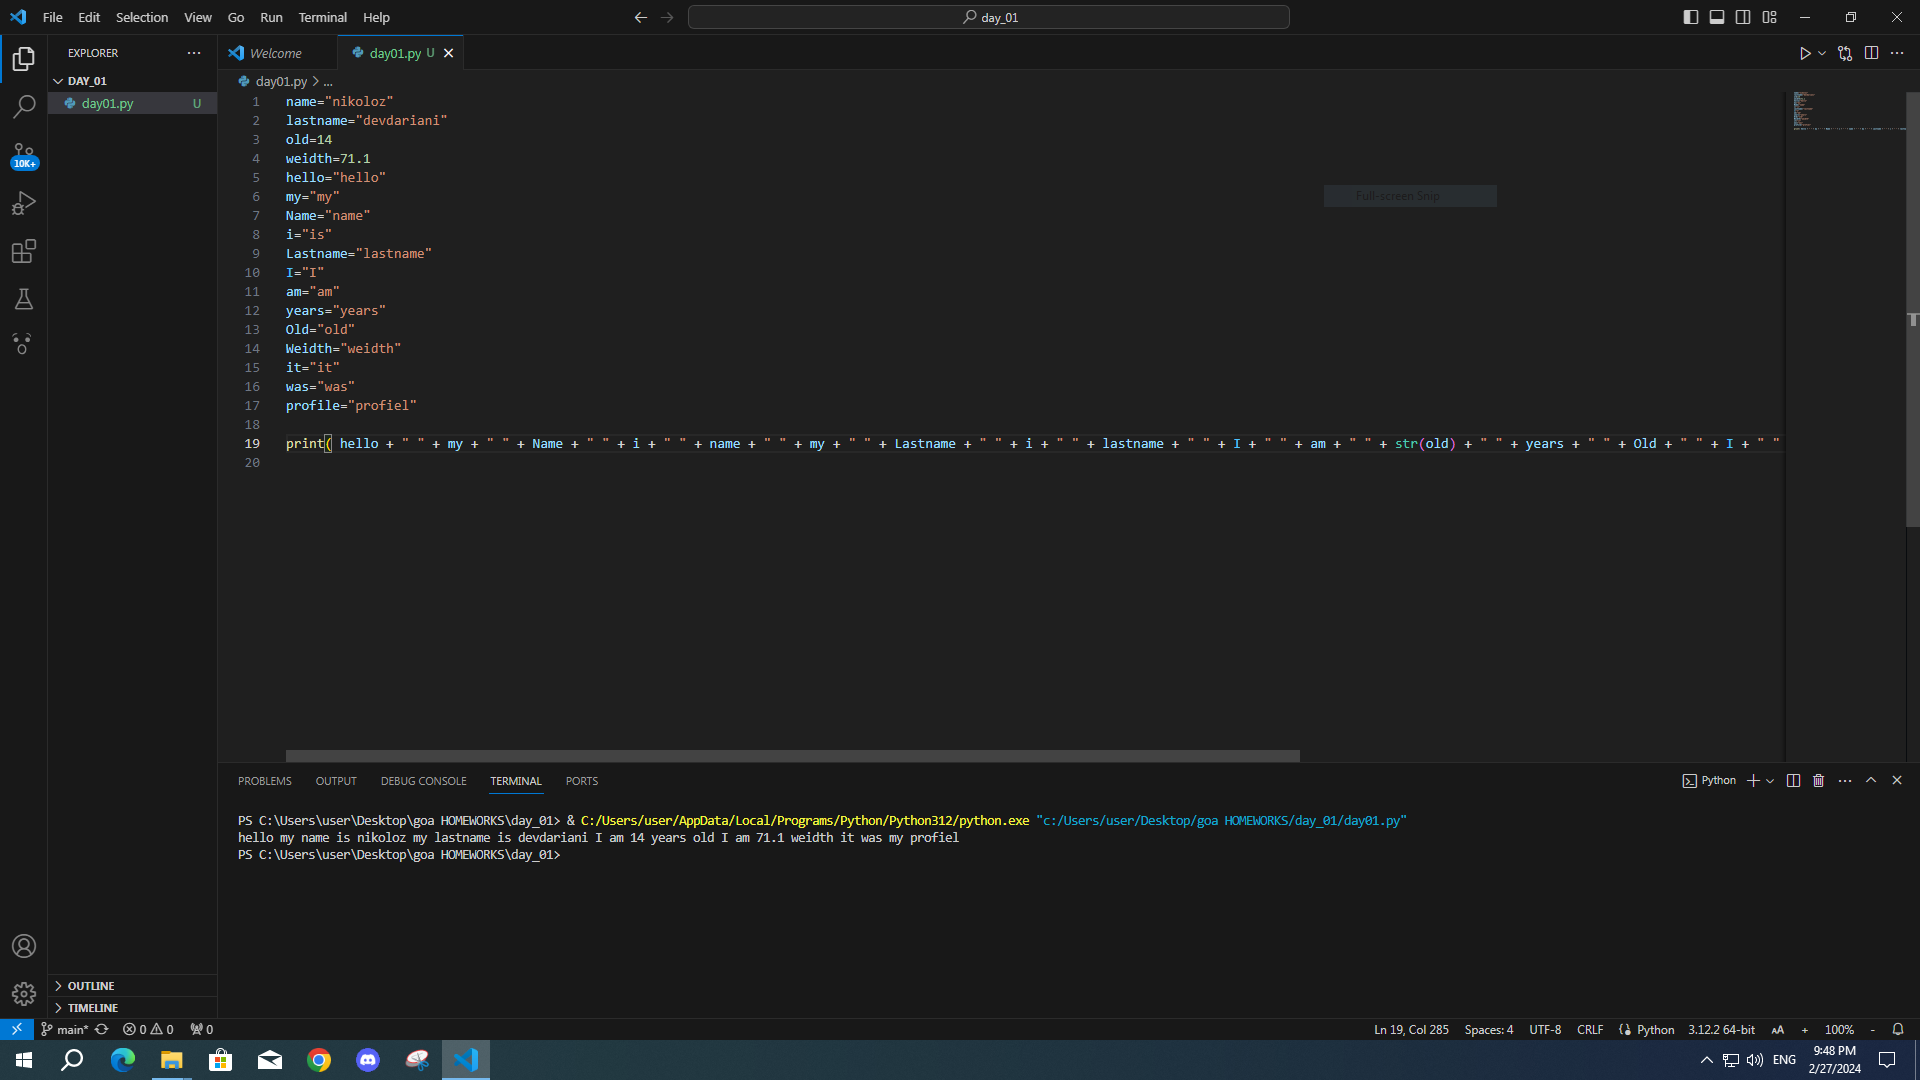 File Edit Selection View Go Run Terminal Help
day_01
EXPLORER
Welcome
day01.py U
DAY_01
day01.py U
day01.py > ...
10K+
1 name="nikoloz"
2 lastname="devdariani"
3 old=14
4 weidth=71.1
5 hello="hello"
6 my="my"
7 Name="name"
8 i="is"
9 Lastname="lastname"
10 I="I"
11 am="am"
12 years="years"
13 Old="old"
14 Weidth="weidth"
15 it="it"
16 was="was"
17 profile="profiel"
18
19 print( hello + " " + my + " " + Name + " " + i + " " + name + " " + my + " " + Lastname + " " + i + " " + lastname + " " + I + " " + am + " " + str(old) + " " + years + " " + Old + " " + I + " "
20
Full-screen Snip
PROBLEMS OUTPUT DEBUG CONSOLE TERMINAL PORTS
Python
PS C:\Users\user\Desktop\goa HOMEWORKS\day_01> & C:/Users/user/AppData/Local/Programs/Python/Python312/python.exe "c:/Users/user/Desktop/goa HOMEWORKS/day_01/day01.py"
hello my name is nikoloz my lastname is devdariani I am 14 years old I am 71.1 weidth it was my profiel
PS C:\Users\user\Desktop\goa HOMEWORKS\day_01>
OUTLINE
TIMELINE
main* 0 0 0
Ln 19, Col 285 Spaces: 4 UTF-8 CRLF Python 3.12.2 64-bit AA + 100% -
ENG
9:48 PM
2/27/2024